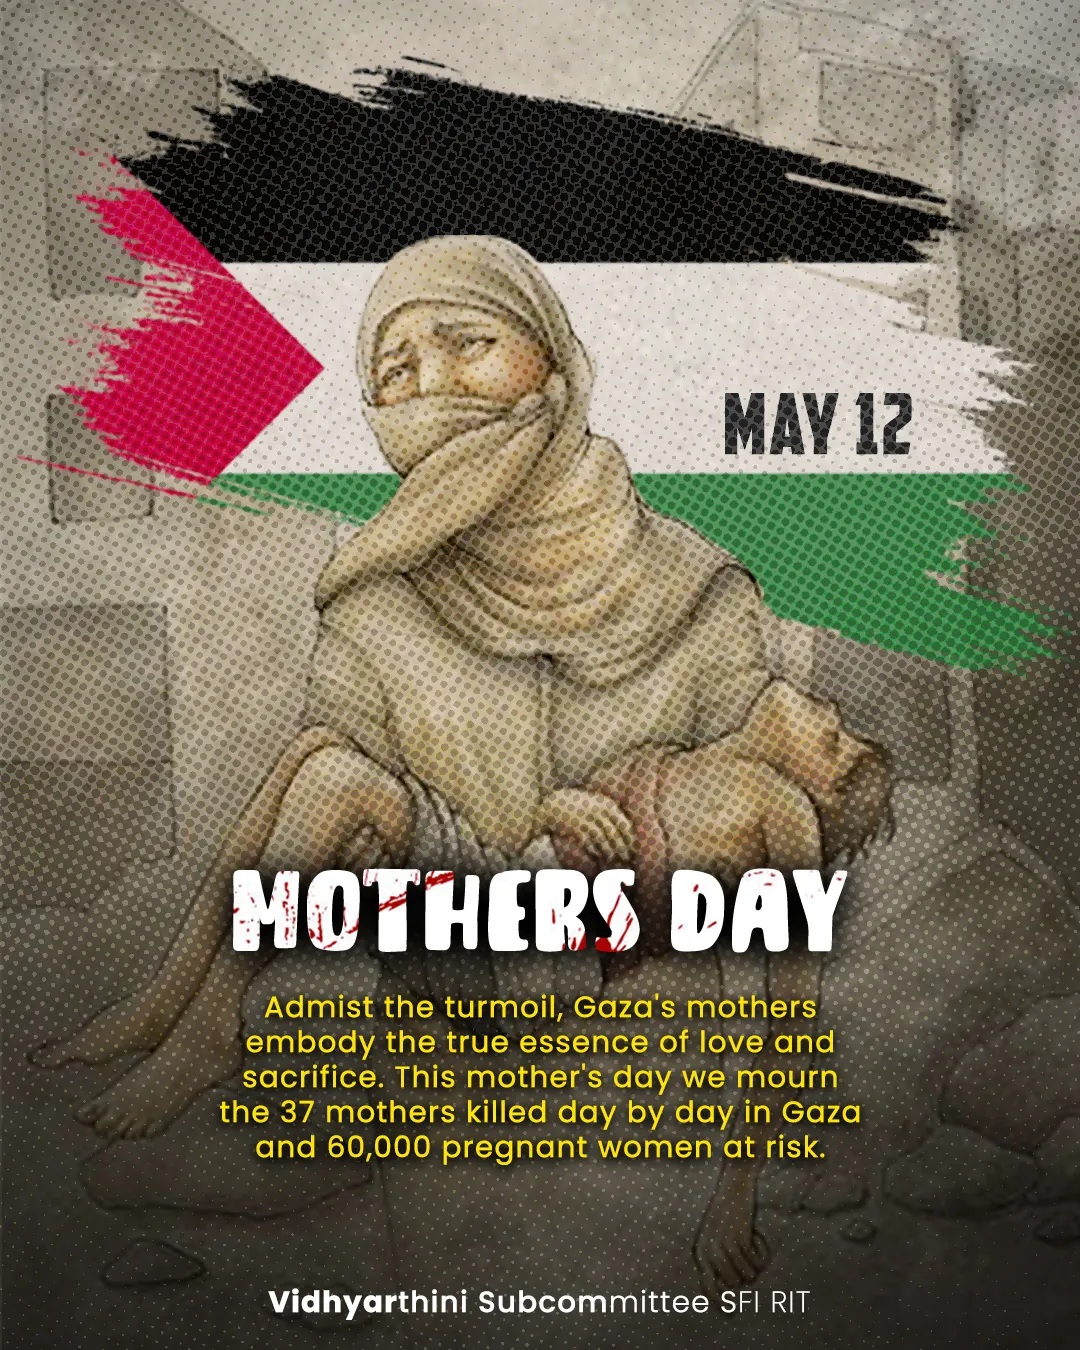 MAY 12
MOTHERS DAY
Admist the turmoil, Gaza's mothers
embody the true essence of love and
sacrifice. This mother's day we mourn
the 37 mothers killed day by day in Gaza
and 60,000 pregnant women at risk.
Vidhyarthini Subcommittee SFI RIT